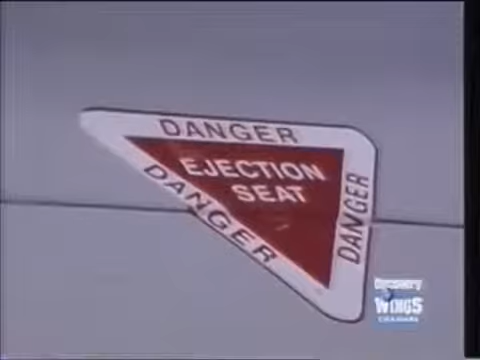 DANGER
EJECTION
SEAT
DANGER
DANGER
Discovery
WINGS
CHANNEL